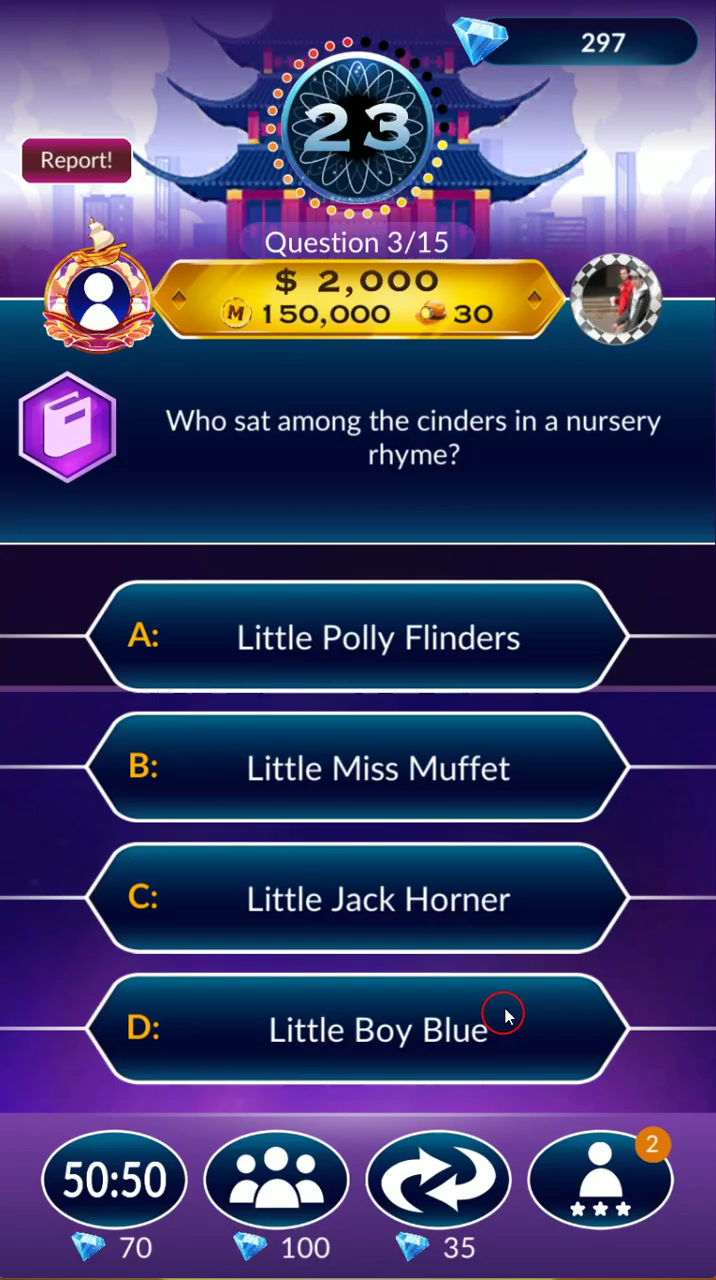 297
23
Report!
Question 3/15
$ 2,000
M 150,000 30
Who sat among the cinders in a nursery
rhyme?
A: Little Polly Flinders
B: Little Miss Muffet
C: Little Jack Horner
D: Little Boy Blue
2
50:50
70 100 35